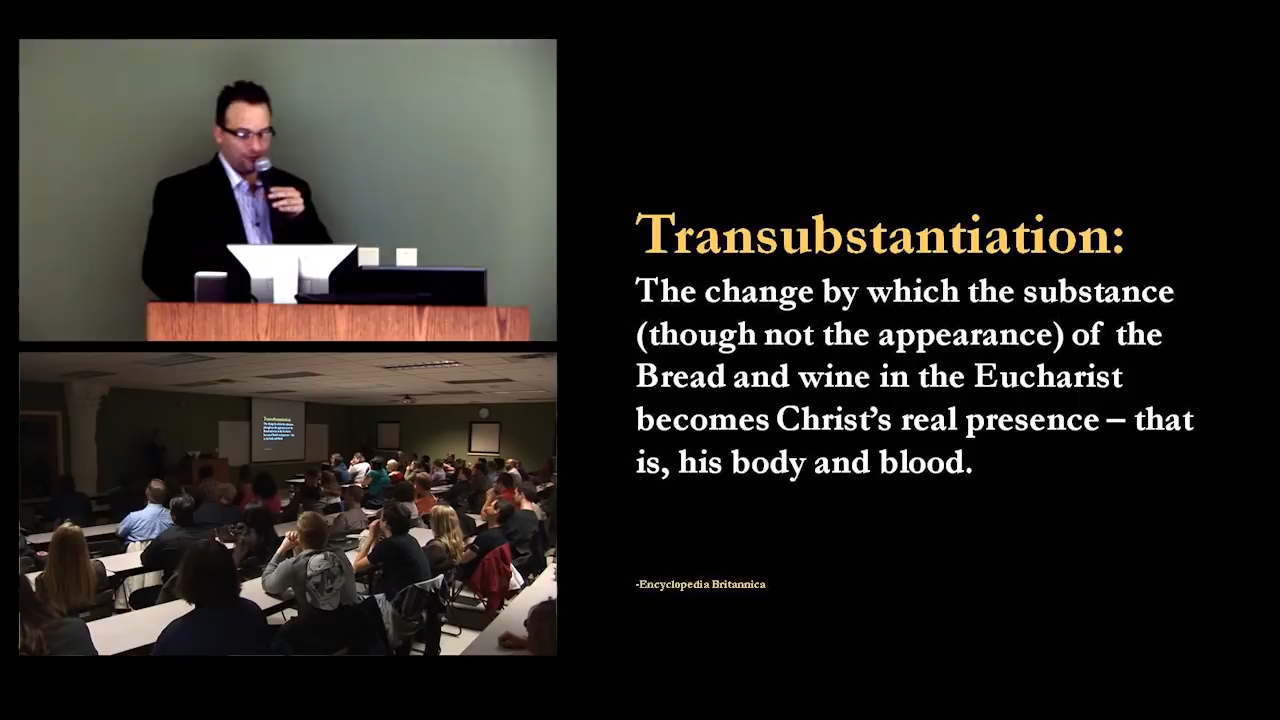 Transubstantiation:
The change by which the substance
(though not the appearance) of the
Bread and wine in the Eucharist
becomes Christ’s real presence – that
is, his body and blood.
-Encyclopedia Britannica